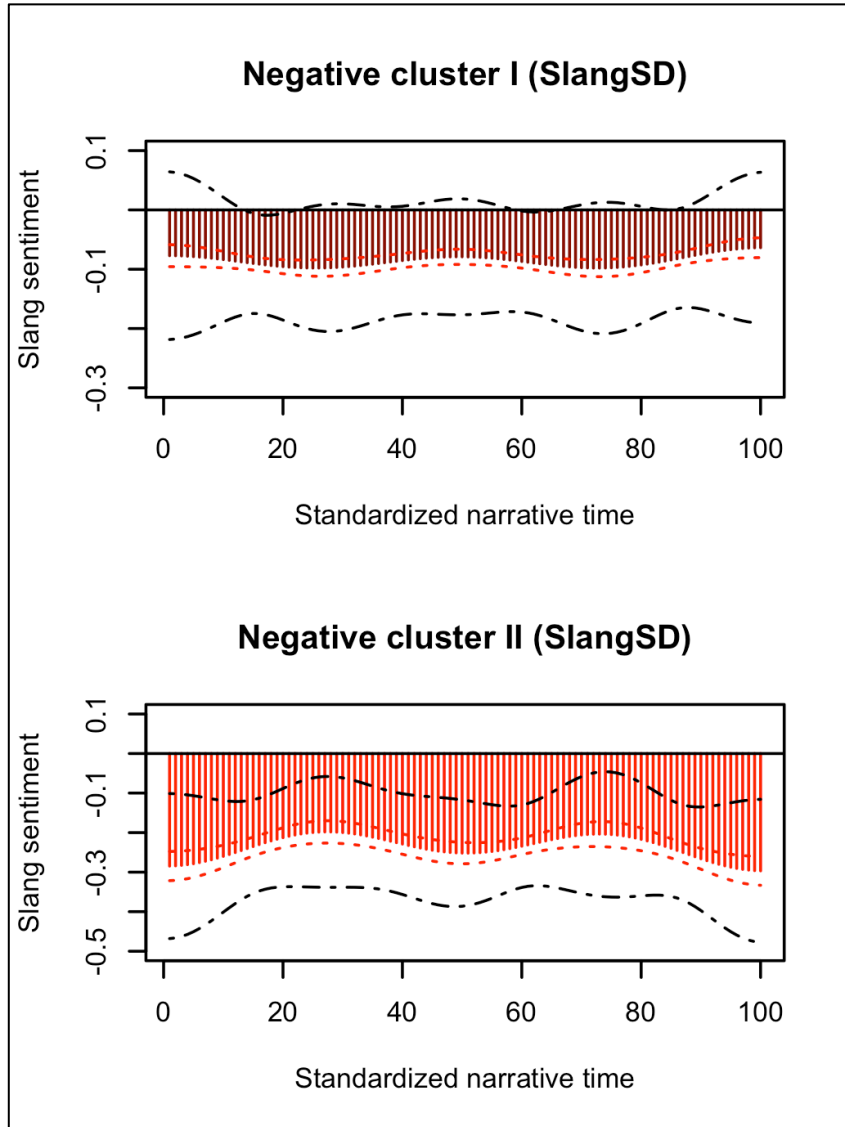 Negative cluster I (SlangSD)
Slang sentiment
0.1
-0.1
-0.3
0 20 40 60 80 100
Standardized narrative time
Negative cluster II (SlangSD)
Slang sentiment
0.1
-0.1
-0.3
-0.5
0 20 40 60 80 100
Standardized narrative time